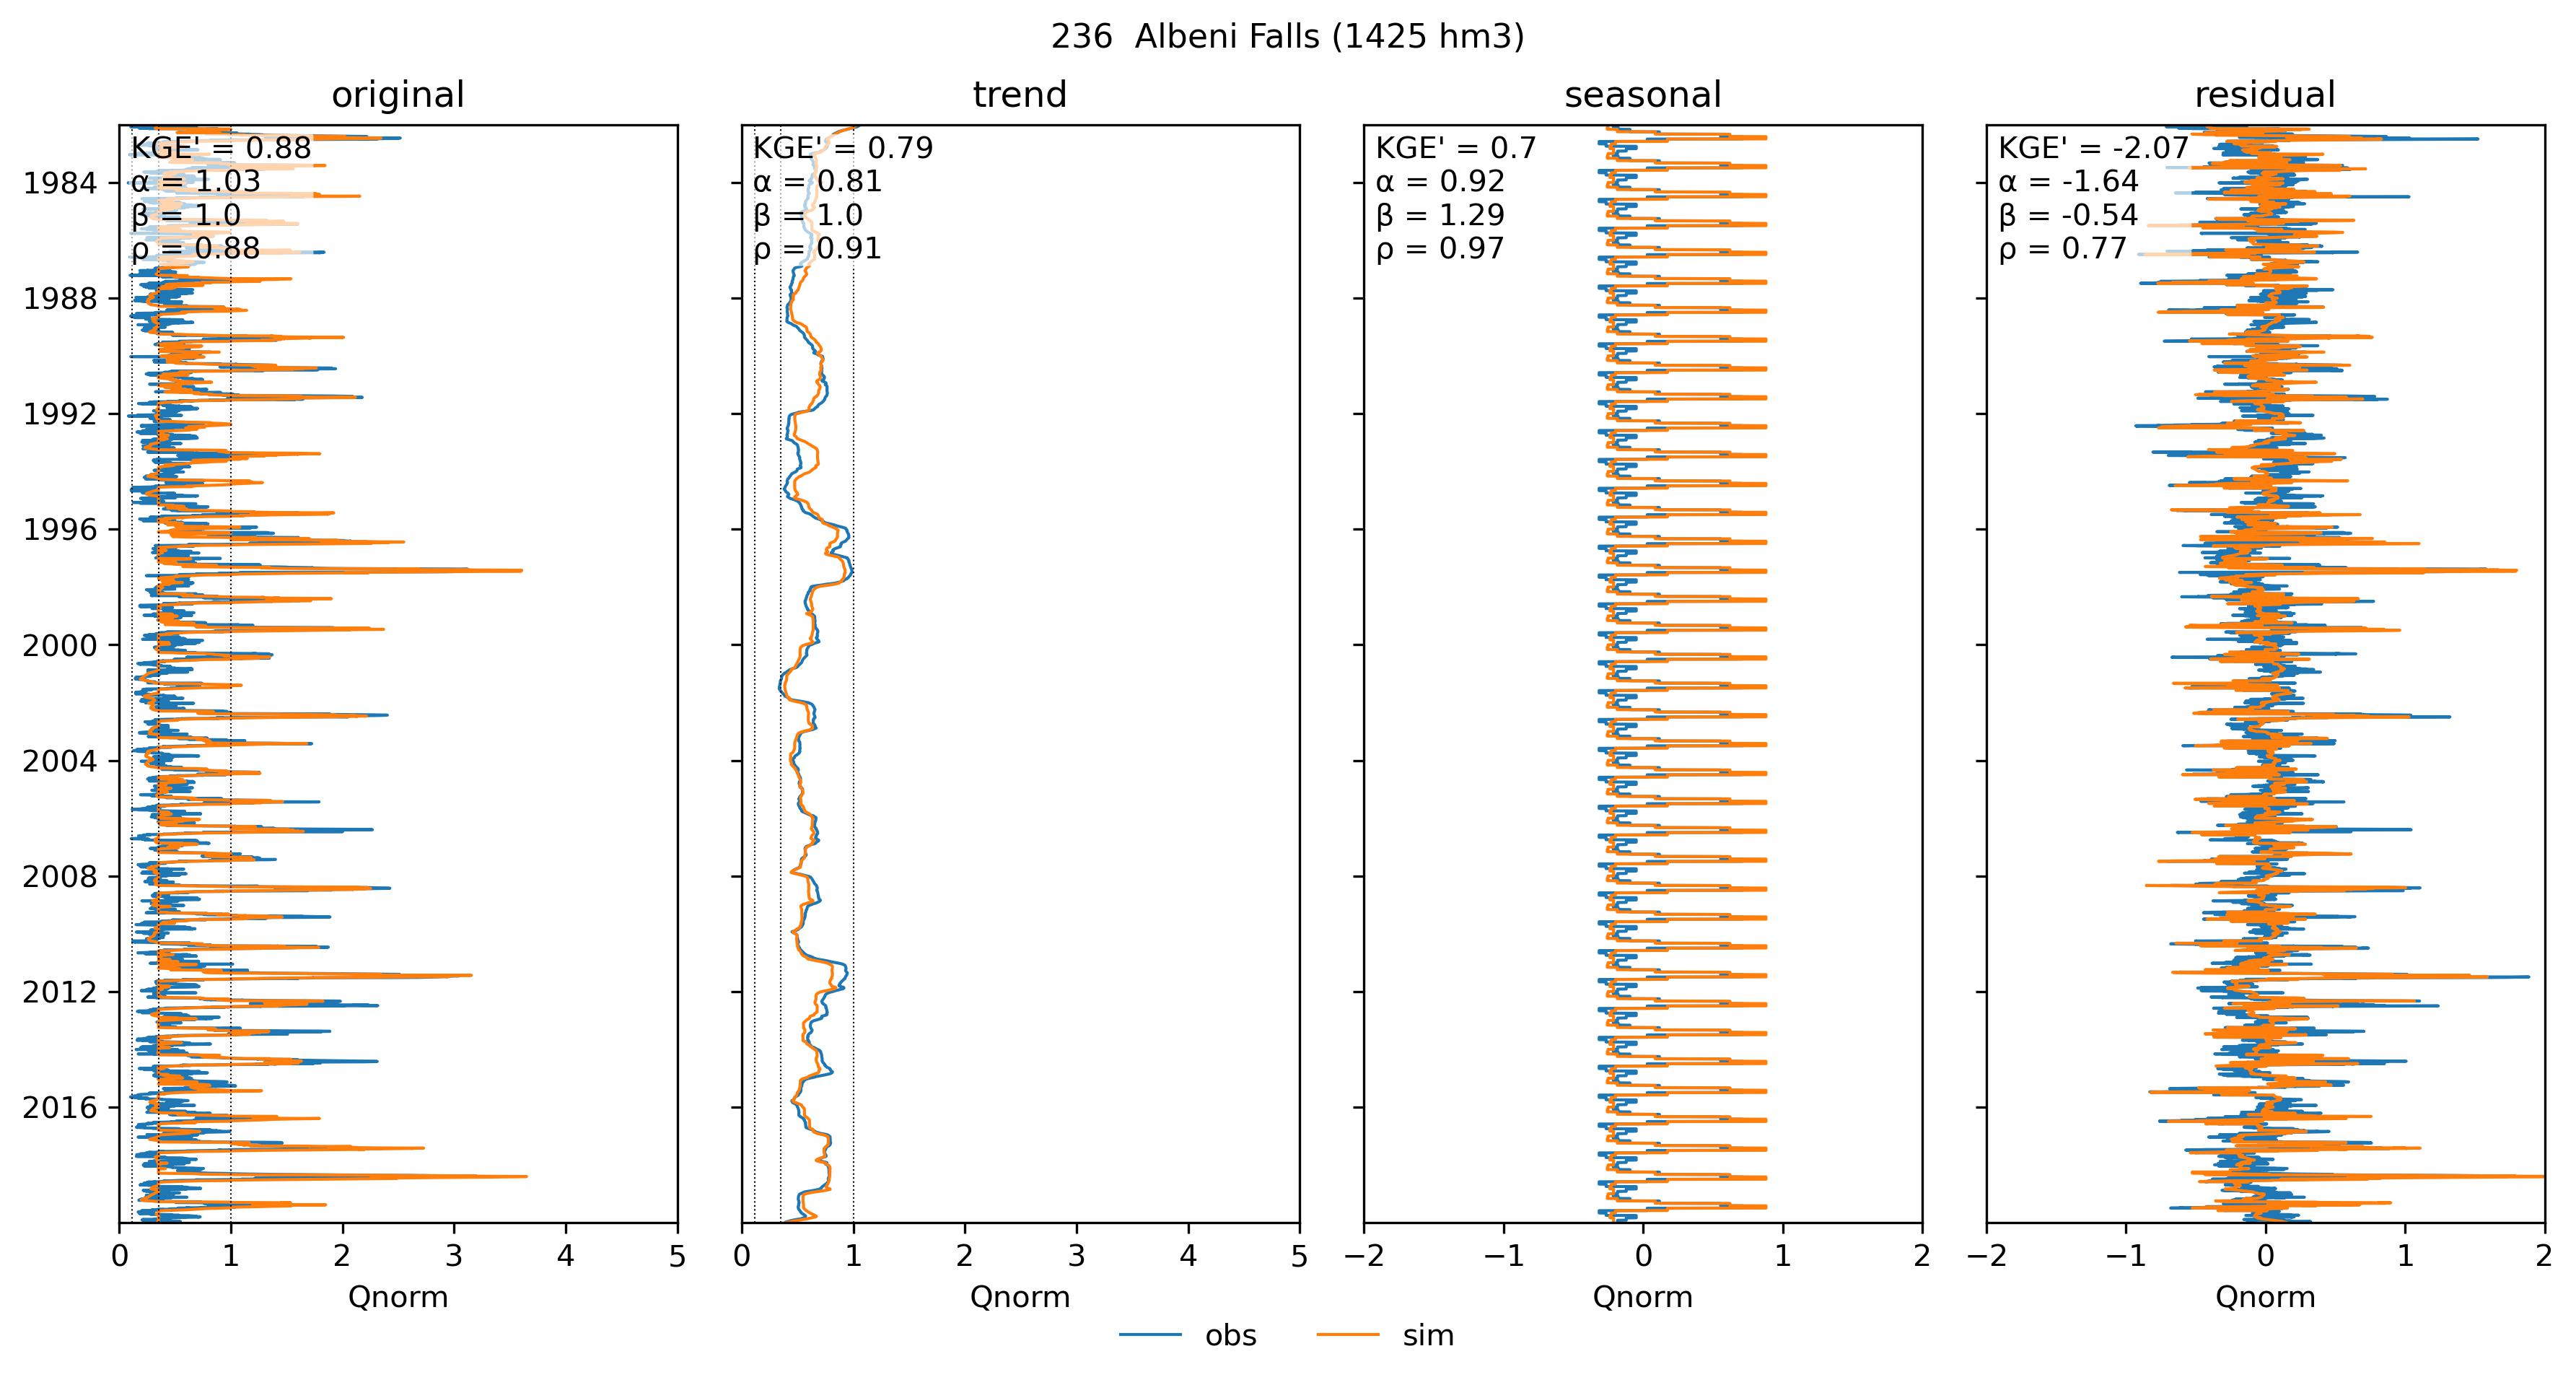 236  Albeni Falls (1425 hm3)
original
trend
seasonal
residual
KGE' = 0.88
α = 1.03
β = 1.0
ρ = 0.88
KGE' = 0.79
α = 0.81
β = 1.0
ρ = 0.91
KGE' = 0.7
α = 0.92
β = 1.29
ρ = 0.97
KGE' = -2.07
α = -1.64
β = -0.54
ρ = 0.77
1984
1988
1992
1996
2000
2004
2008
2012
2016
0 1 2 3 4 5
0 1 2 3 4 5
−2 −1 0 1 2
−2 −1 0 1 2
Qnorm
Qnorm
Qnorm
Qnorm
obs
sim